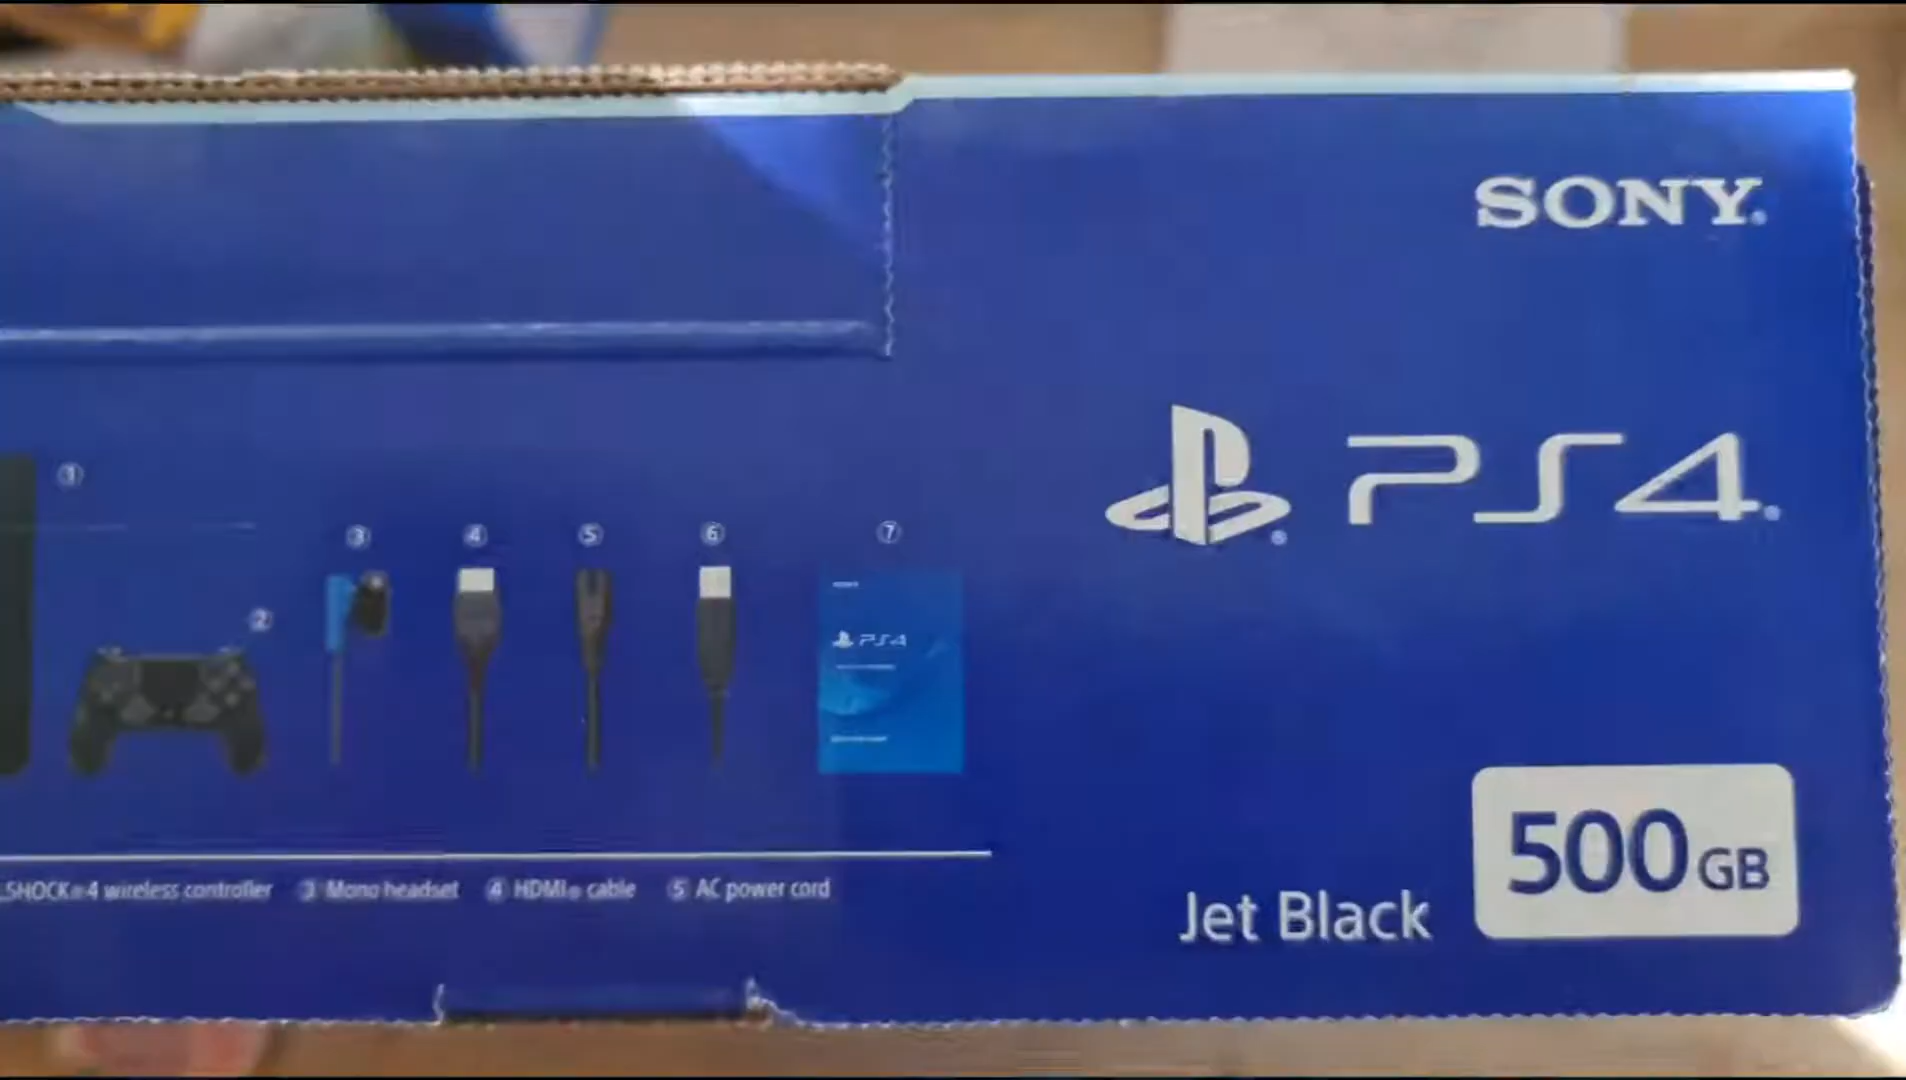 SONY
PS4
①
②
③
④
⑤
⑥
⑦
PS4
SHOCK®4 wireless controller ③ Mono headset ④ HDMI® cable ⑤ AC power cord
Jet Black
500GB